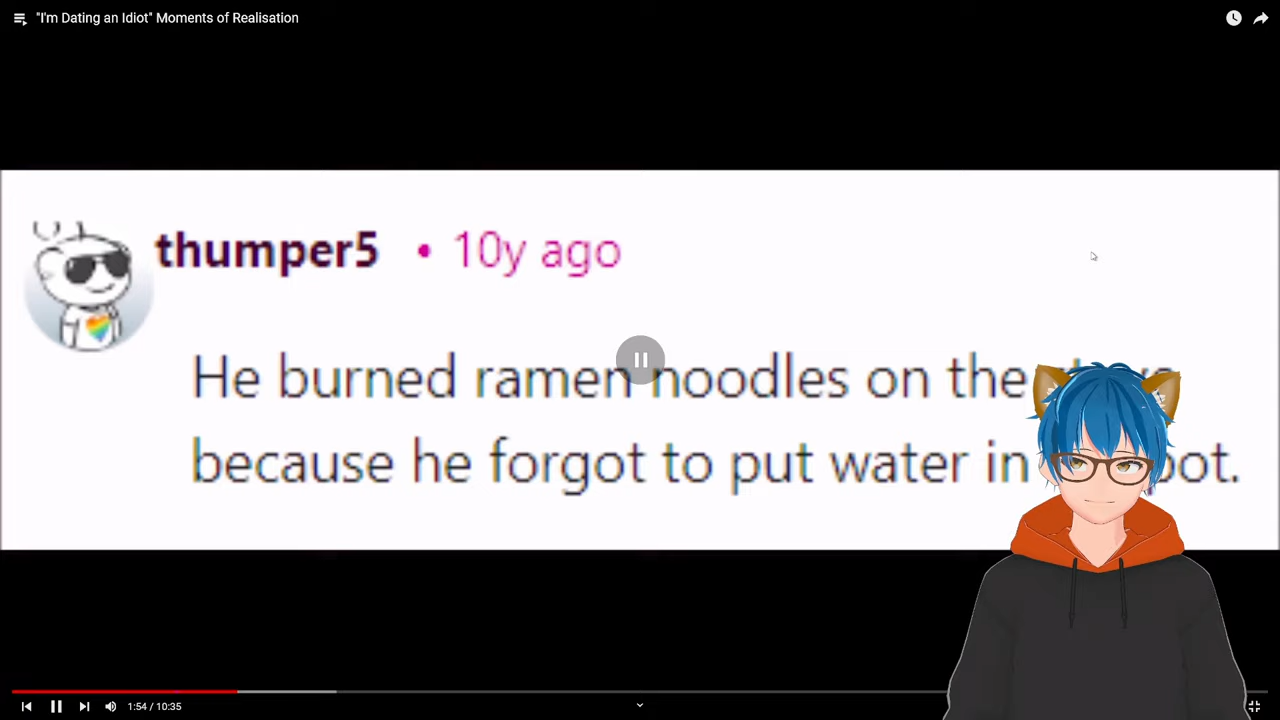 "I'm Dating an Idiot" Moments of Realisation
thumper5 • 10y ago
He burned ramen noodles on the
because he forgot to put water in pot.
1:54 / 10:35